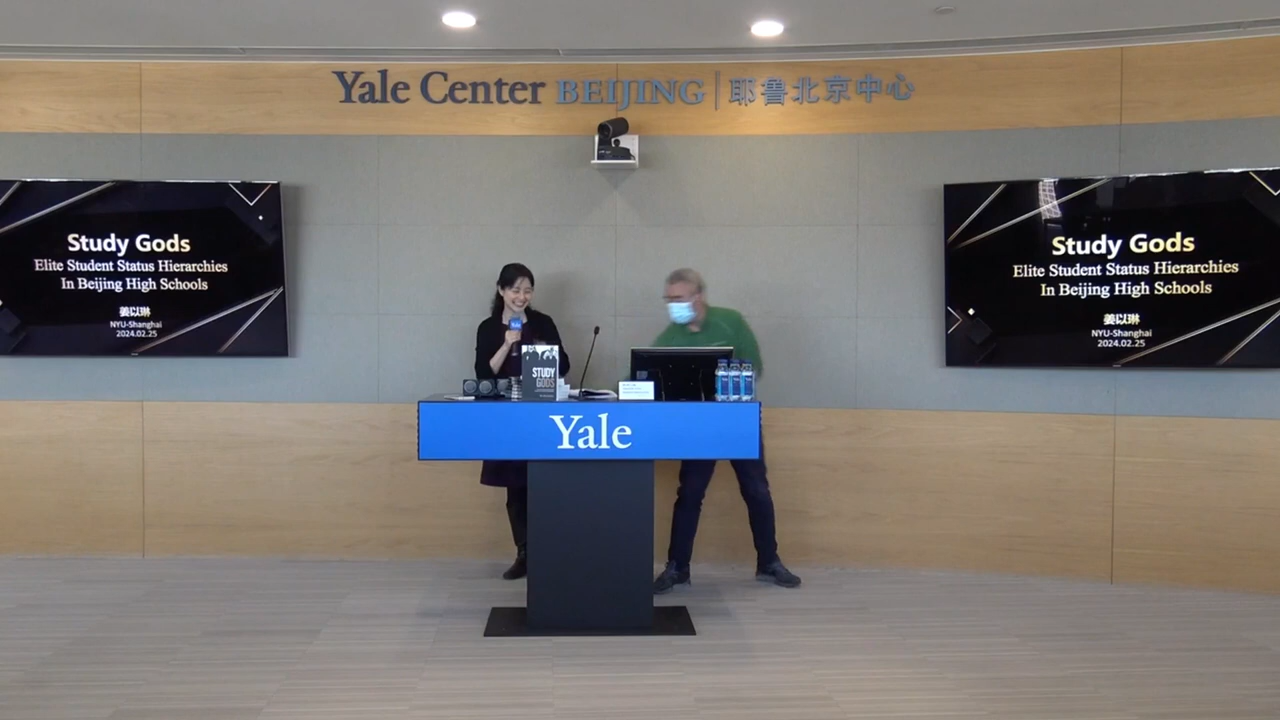 Yale Center BEIJING | 耶鲁北京中心
Study Gods
Elite Student Status Hierarchies
In Beijing High Schools
姜以琳
NYU-Shanghai
2024.02.25
Study Gods
Elite Student Status Hierarchies
In Beijing High Schools
姜以琳
NYU-Shanghai
2024.02.25
STUDY
GODS
Yale